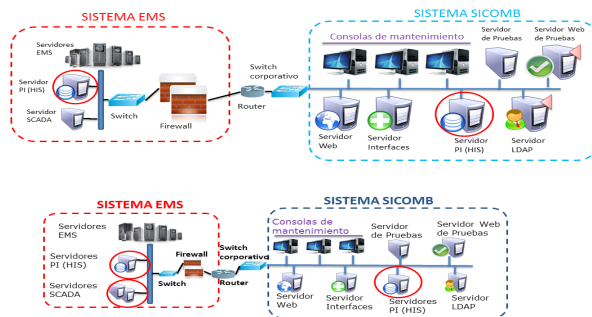 SISTEMA EMS
SISTEMA SICOMB
Servidores
EMS
Servidor
PI (HIS)
Servidor
SCADA
Switch
Firewall
Router
Switch
corporativo
Consolas de mantenimiento
Servidor
de Pruebas
Servidor Web
de Pruebas
Servidor
Web
Servidor
Interfaces
Servidor
PI (HIS)
Servidor
LDAP
SISTEMA EMS
SISTEMA SICOMB
Servidores
EMS
Servidores
PI (HIS)
Servidores
SCADA
Switch
Firewall
Router
Switch
corporativo
Consolas de
mantenimiento
Servidor
de Pruebas
Servidor Web
de Pruebas
Servidor
Web
Servidor
Interfaces
Servidores
PI (HIS)
Servidor
LDAP